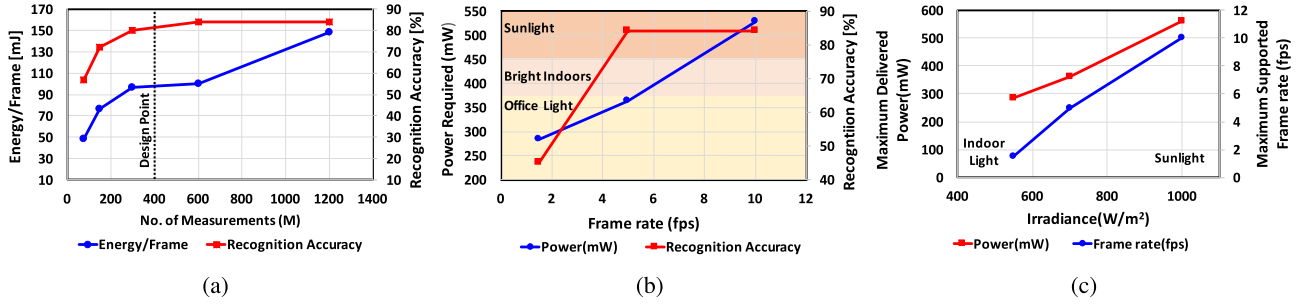 170
150
130
110
90
70
50
30
10
Energy/Frame [mJ]
90
80
70
60
50
40
30
20
10
Recognition Accuracy [%]
Design Point
0 200 400 600 800 1000 1200 1400
No. of Measurements (M)
Energy/Frame Recognition Accuracy
(a)
550
500
450
400
350
300
250
200
Power Required (mW)
Sunlight
Bright Indoors
Office Light
90
80
70
60
50
40
Recogntition Accuracy [%]
0 2 4 6 8 10 12
Frame rate (fps)
Power(mW) Recognition Accuracy
(b)
600
500
400
300
200
100
0
Maximum Delivered
Power(mW)
Indoor
Light
Sunlight
12
10
8
6
4
2
0
Maximum Supported
Frame rate (fps)
400 600 800 1000
Irradiance(W/m²)
Power(mW) Frame rate(fps)
(c)